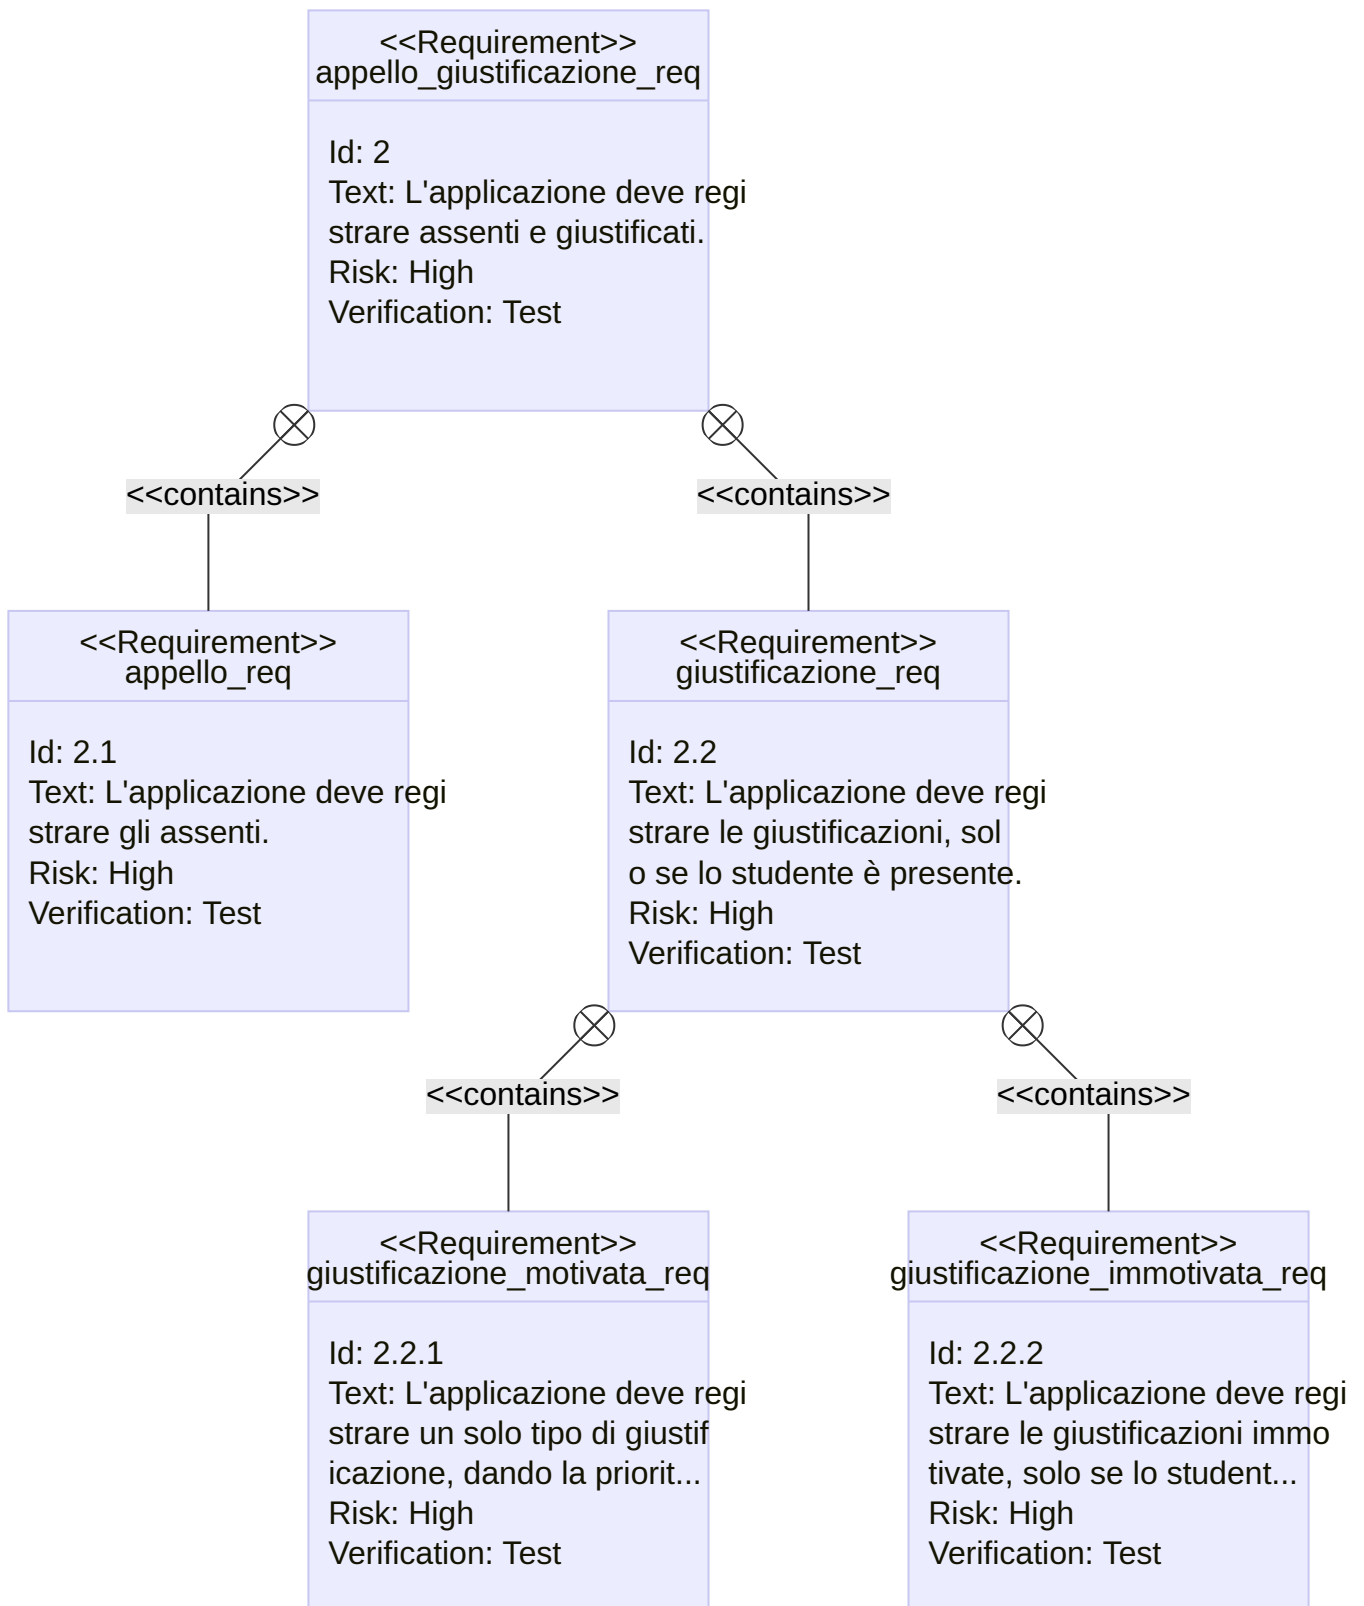 <<Requirement>>
appello_giustificazione_req
Id: 2
Text: L'applicazione deve regi
strare assenti e giustificati.
Risk: High
Verification: Test
<<contains>>
<<contains>>
<<Requirement>>
appello_req
Id: 2.1
Text: L'applicazione deve regi
strare gli assenti.
Risk: High
Verification: Test
<<Requirement>>
giustificazione_req
Id: 2.2
Text: L'applicazione deve regi
strare le giustificazioni, sol
o se lo studente è presente.
Risk: High
Verification: Test
<<contains>>
<<contains>>
<<Requirement>>
giustificazione_motivata_req
Id: 2.2.1
Text: L'applicazione deve regi
strare un solo tipo di giustif
icazione, dando la priorit...
Risk: High
Verification: Test
<<Requirement>>
giustificazione_immotivata_req
Id: 2.2.2
Text: L'applicazione deve regi
strare le giustificazioni immo
tivate, solo se lo student...
Risk: High
Verification: Test